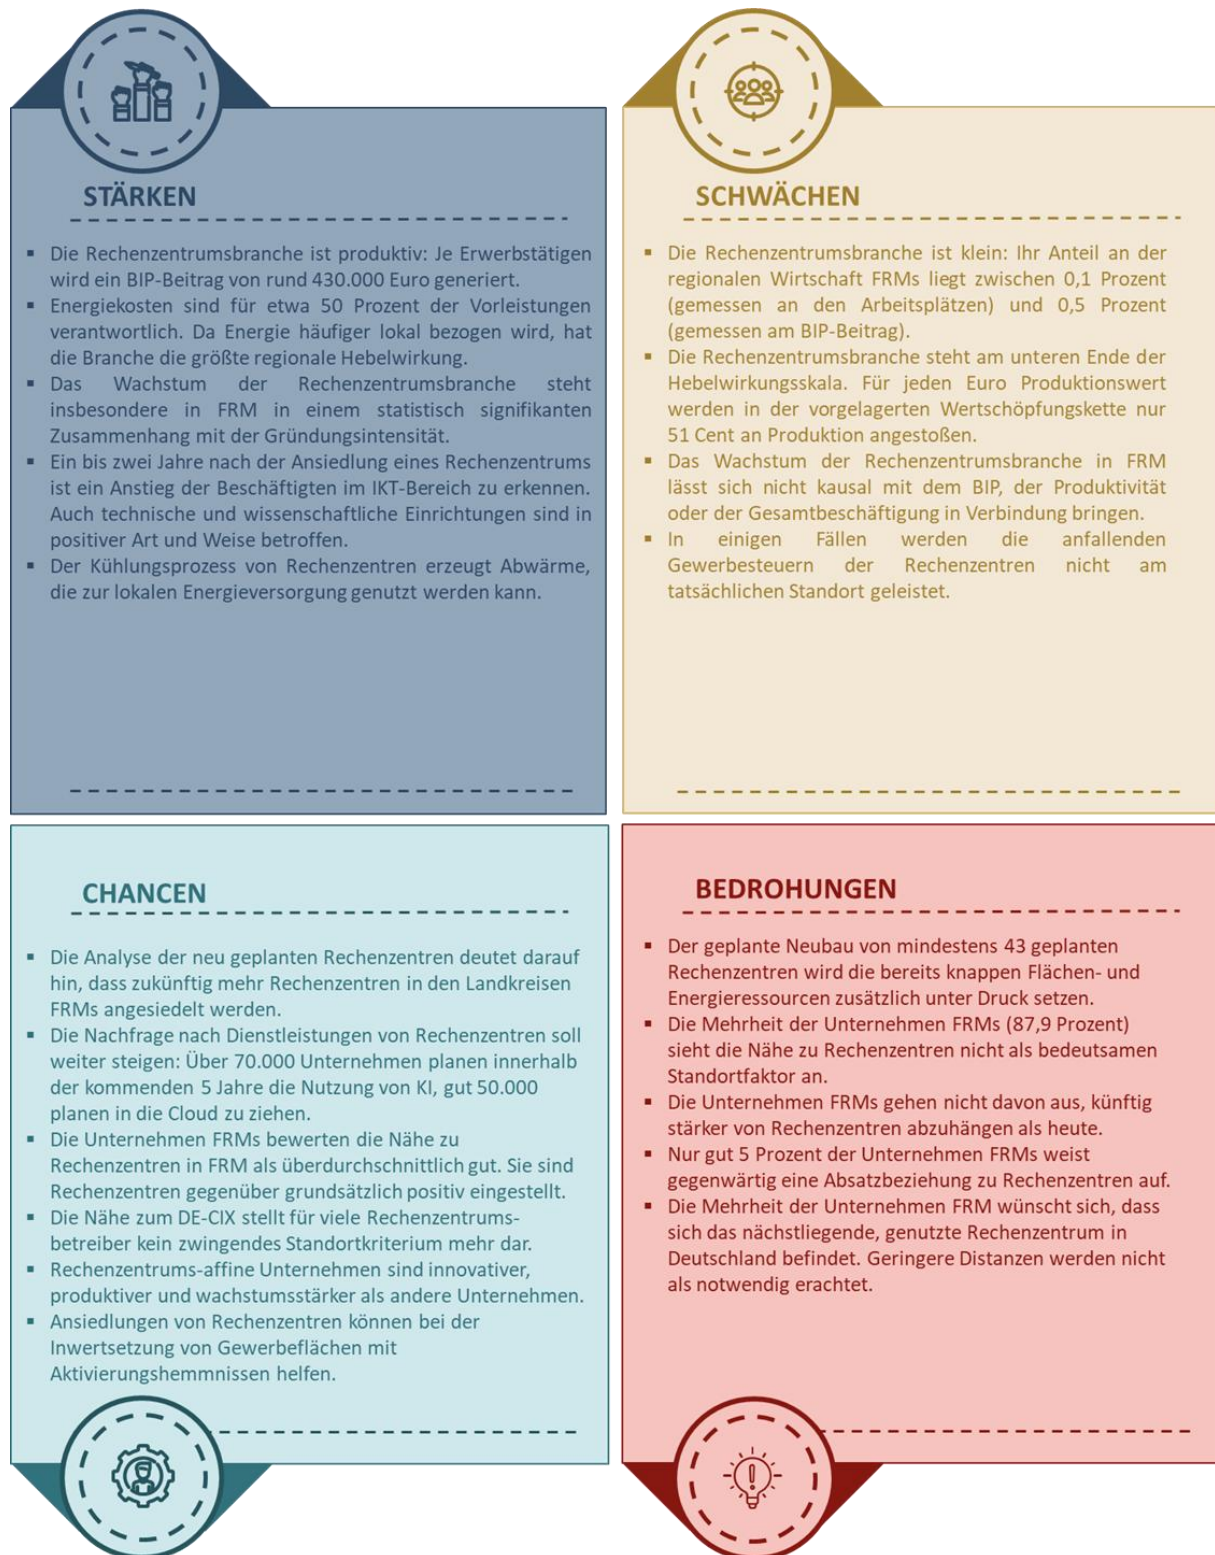 STÄRKEN
▪ Die Rechenzentrumsbranche ist produktiv: Je Erwerbstätigen
wird ein BIP-Beitrag von rund 430.000 Euro generiert.
▪ Energiekosten sind für etwa 50 Prozent der Vorleistungen
verantwortlich. Da Energie häufiger lokal bezogen wird, hat
die Branche die größte regionale Hebelwirkung.
▪ Das Wachstum der Rechenzentrumsbranche steht
insbesondere in FRM in einem statistisch signifikanten
Zusammenhang mit der Gründungsintensität.
▪ Ein bis zwei Jahre nach der Ansiedlung eines Rechenzentrums
ist ein Anstieg der Beschäftigten im IKT-Bereich zu erkennen.
Auch technische und wissenschaftliche Einrichtungen sind in
positiver Art und Weise betroffen.
▪ Der Kühlungsprozess von Rechenzentren erzeugt Abwärme,
die zur lokalen Energieversorgung genutzt werden kann.
SCHWÄCHEN
▪ Die Rechenzentrumsbranche ist klein: Ihr Anteil an der
regionalen Wirtschaft FRMs liegt zwischen 0,1 Prozent
(gemessen an den Arbeitsplätzen) und 0,5 Prozent
(gemessen am BIP-Beitrag).
▪ Die Rechenzentrumsbranche steht am unteren Ende der
Hebelwirkungsskala. Für jeden Euro Produktionswert
werden in der vorgelagerten Wertschöpfungskette nur
51 Cent an Produktion angestoßen.
▪ Das Wachstum der Rechenzentrumsbranche in FRM
lässt sich nicht kausal mit dem BIP, der Produktivität
oder der Gesamtbeschäftigung in Verbindung bringen.
▪ In einigen Fällen werden die anfallenden
Gewerbesteuern der Rechenzentren nicht am
tatsächlichen Standort geleistet.
CHANCEN
▪ Die Analyse der neu geplanten Rechenzentren deutet darauf
hin, dass zukünftig mehr Rechenzentren in den Landkreisen
FRMs angesiedelt werden.
▪ Die Nachfrage nach Dienstleistungen von Rechenzentren soll
weiter steigen: Über 70.000 Unternehmen planen innerhalb
der kommenden 5 Jahre die Nutzung von KI, gut 50.000
planen in die Cloud zu ziehen.
▪ Die Unternehmen FRMs bewerten die Nähe zu
Rechenzentren in FRM als überdurchschnittlich gut. Sie sind
Rechenzentren gegenüber grundsätzlich positiv eingestellt.
▪ Die Nähe zum DE-CIX stellt für viele Rechenzentrums-
betreiber kein zwingendes Standortkriterium mehr dar.
▪ Rechenzentrums-affine Unternehmen sind innovativer,
produktiver und wachstumsstärker als andere Unternehmen.
▪ Ansiedlungen von Rechenzentren können bei der
Inwertsetzung von Gewerbeflächen mit
Aktivierungshemmnissen helfen.
BEDROHUNGEN
▪ Der geplante Neubau von mindestens 43 geplanten
Rechenzentren wird die bereits knappen Flächen- und
Energieressourcen zusätzlich unter Druck setzen.
▪ Die Mehrheit der Unternehmen FRMs (87,9 Prozent)
sieht die Nähe zu Rechenzentren nicht als bedeutsamen
Standortfaktor an.
▪ Die Unternehmen FRMs gehen nicht davon aus, künftig
stärker von Rechenzentren abzuhängen als heute.
▪ Nur gut 5 Prozent der Unternehmen FRMs weist
gegenwärtig eine Absatzbeziehung zu Rechenzentren auf.
▪ Die Mehrheit der Unternehmen FRM wünscht sich, dass
sich das nächstliegende, genutzte Rechenzentrum in
Deutschland befindet. Geringere Distanzen werden nicht
als notwendig erachtet.